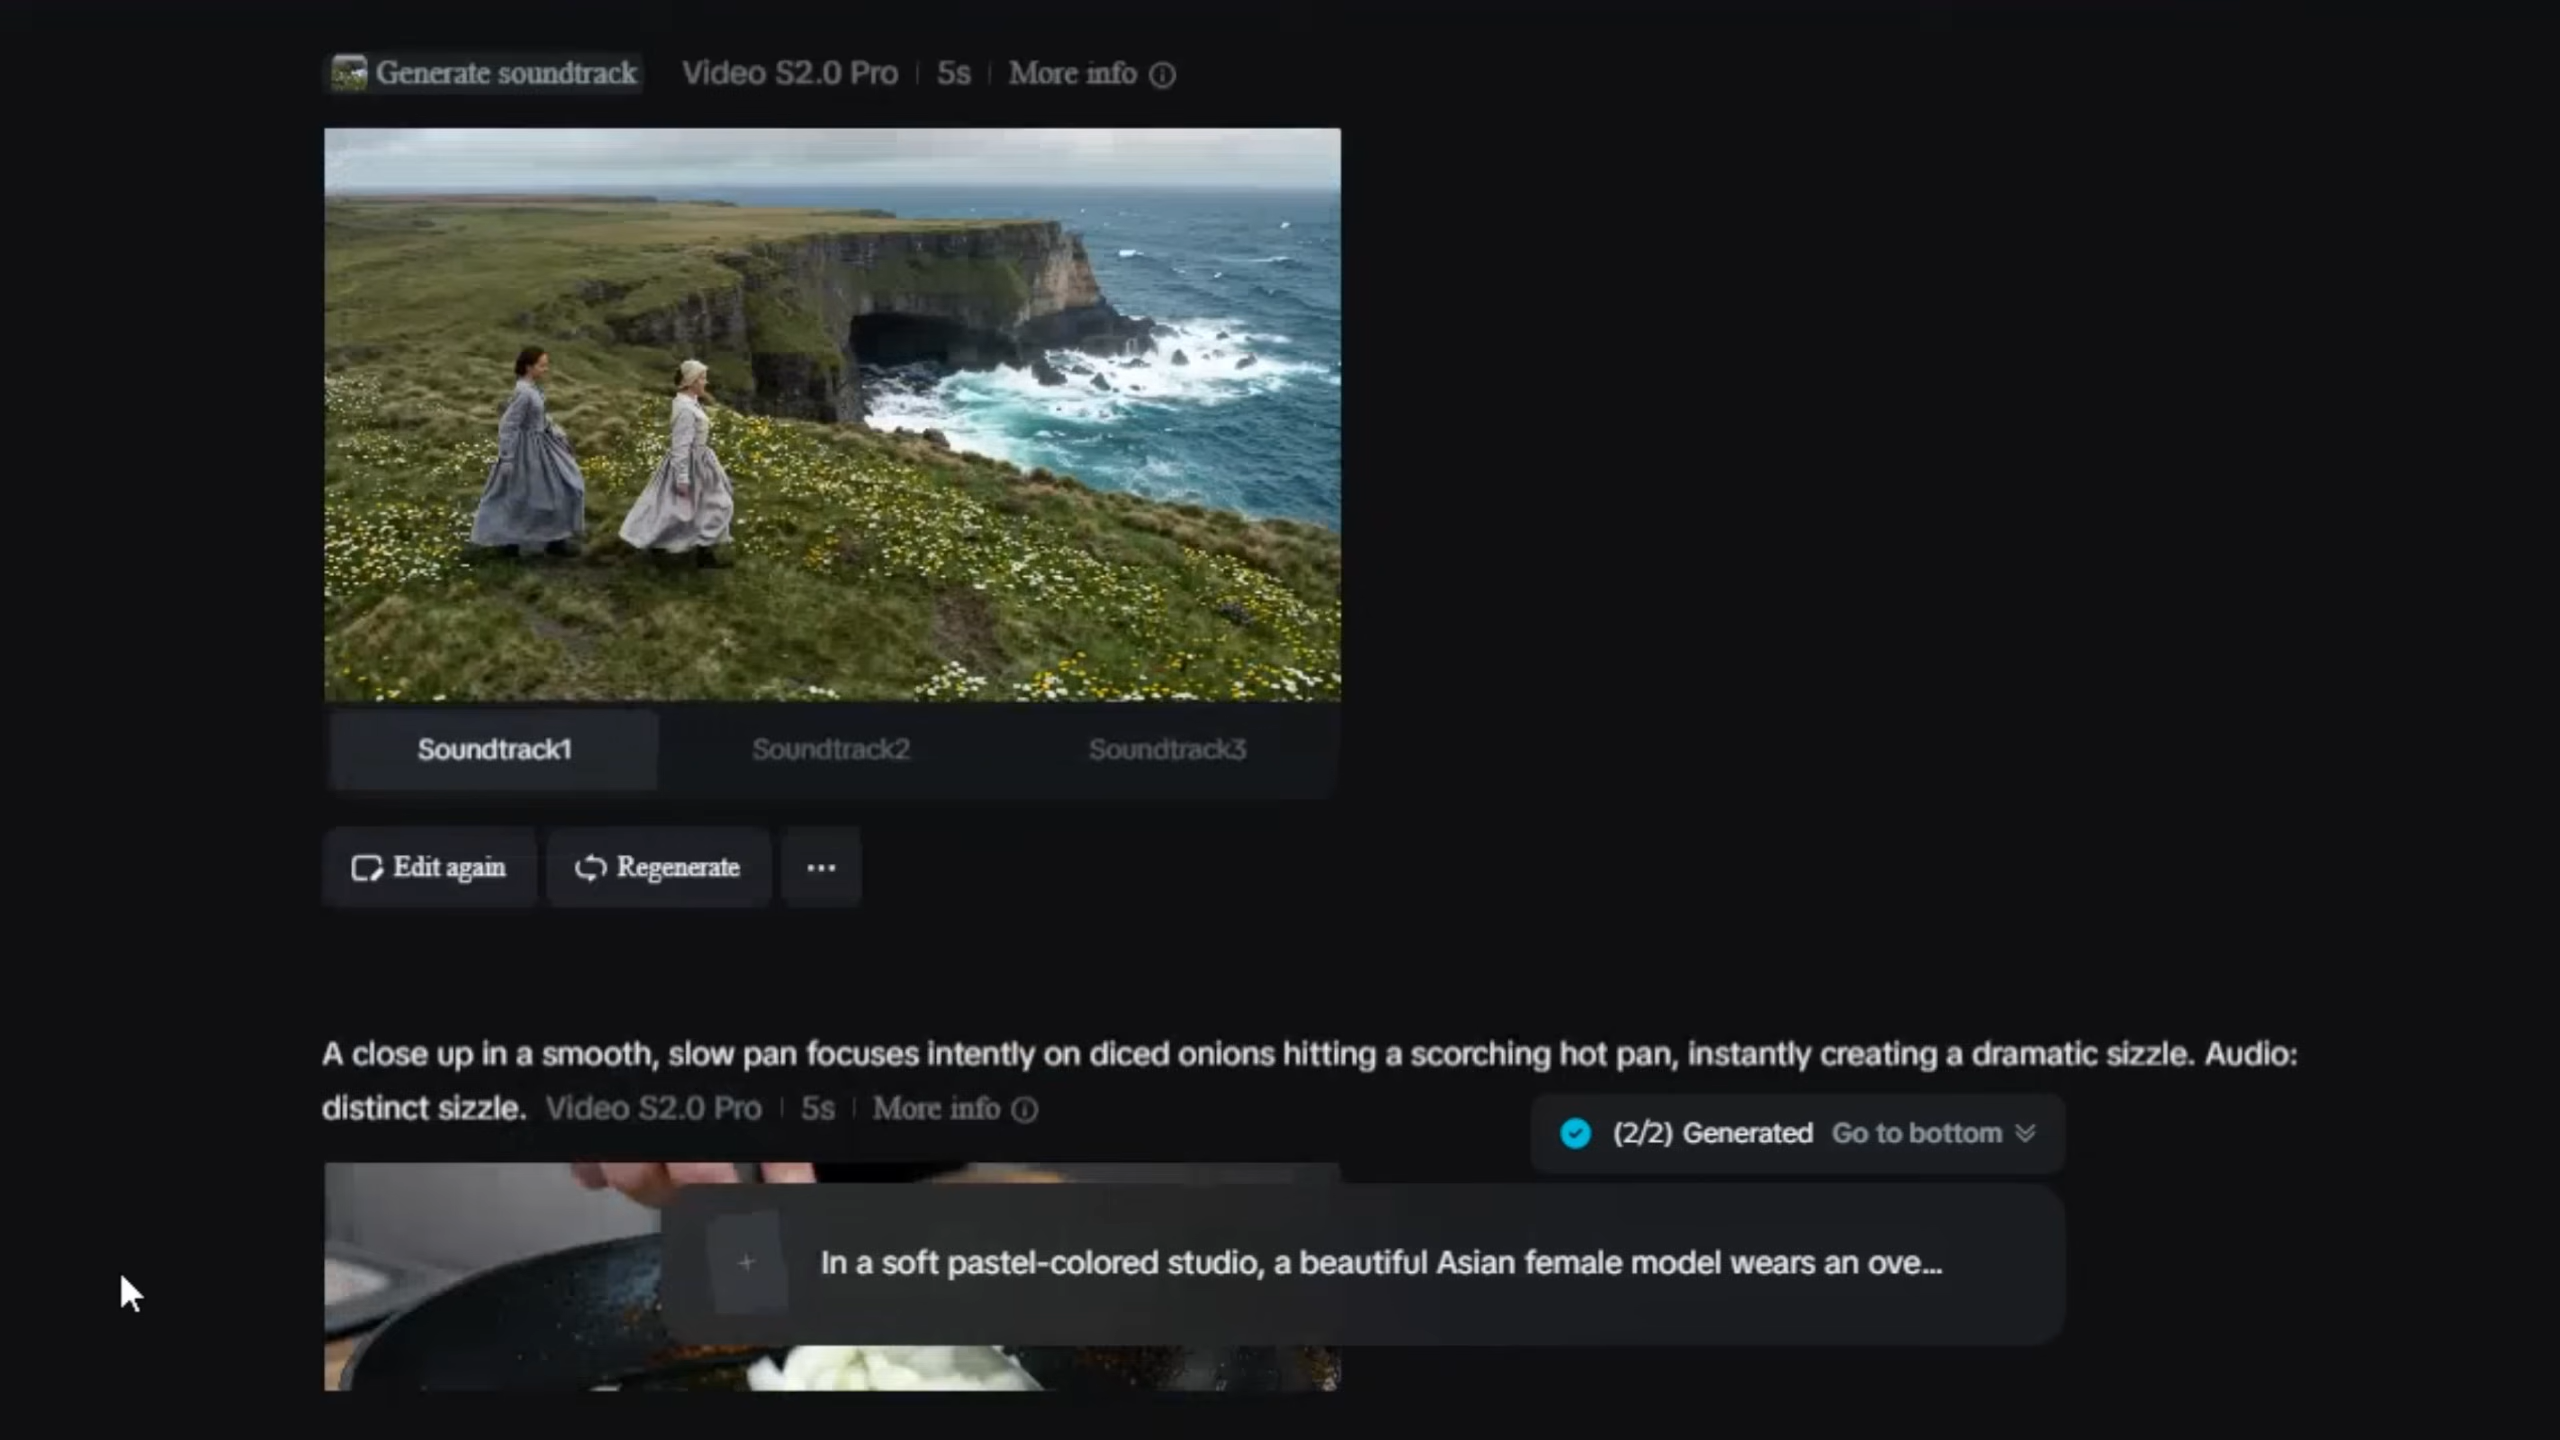 Generate soundtrack Video S2.0 Pro | 5s | More info
Soundtrack1 Soundtrack2 Soundtrack3
Edit again Regenerate ...
A close up in a smooth, slow pan focuses intently on diced onions hitting a scorching hot pan, instantly creating a dramatic sizzle. Audio:
distinct sizzle. Video S2.0 Pro | 5s | More info
(2/2) Generated Go to bottom
In a soft pastel-colored studio, a beautiful Asian female model wears an ove...